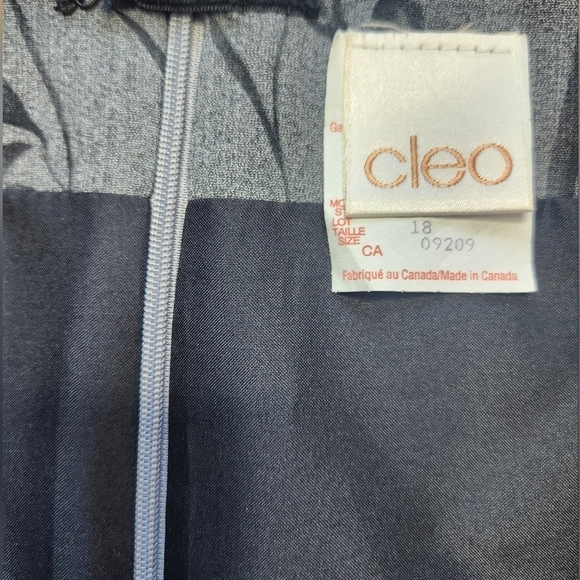 cleo
LOT
TAILLE 18
SIZE 09209
CA
Fabriqué au Canada/Made in Canada